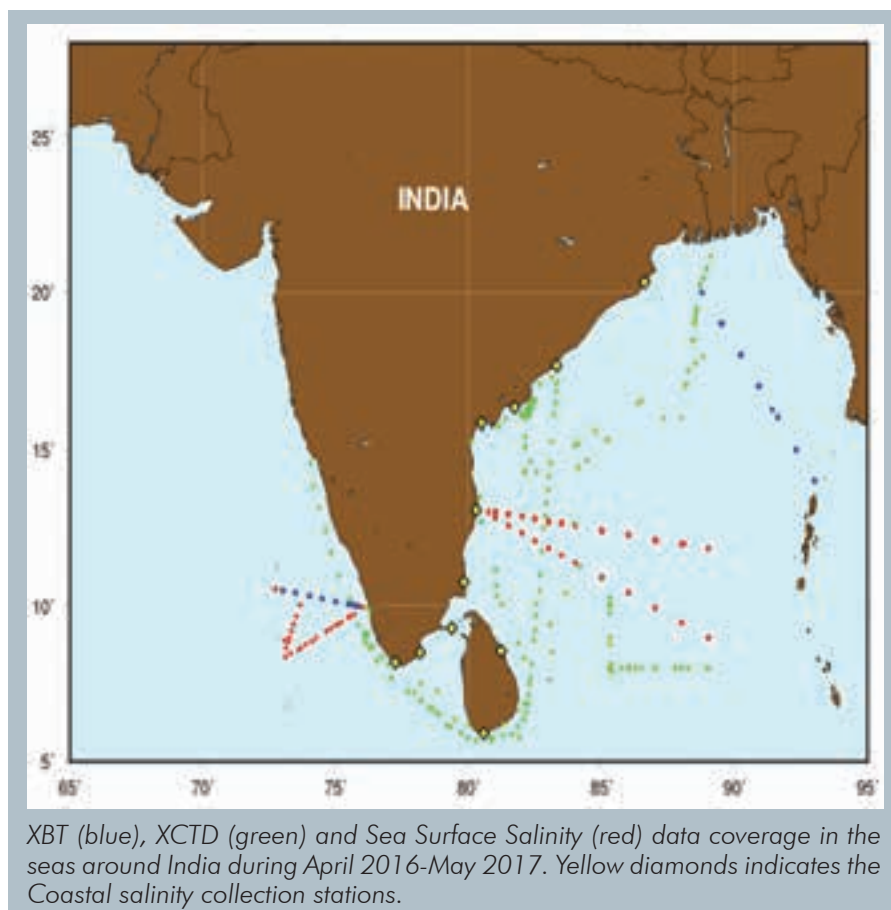 25°
INDIA
20°
15°
10°
5°
65° 70° 75° 80° 85° 90° 95°
XBT (blue), XCTD (green) and Sea Surface Salinity (red) data coverage in the
seas around India during April 2016-May 2017. Yellow diamonds indicates the
Coastal salinity collection stations.